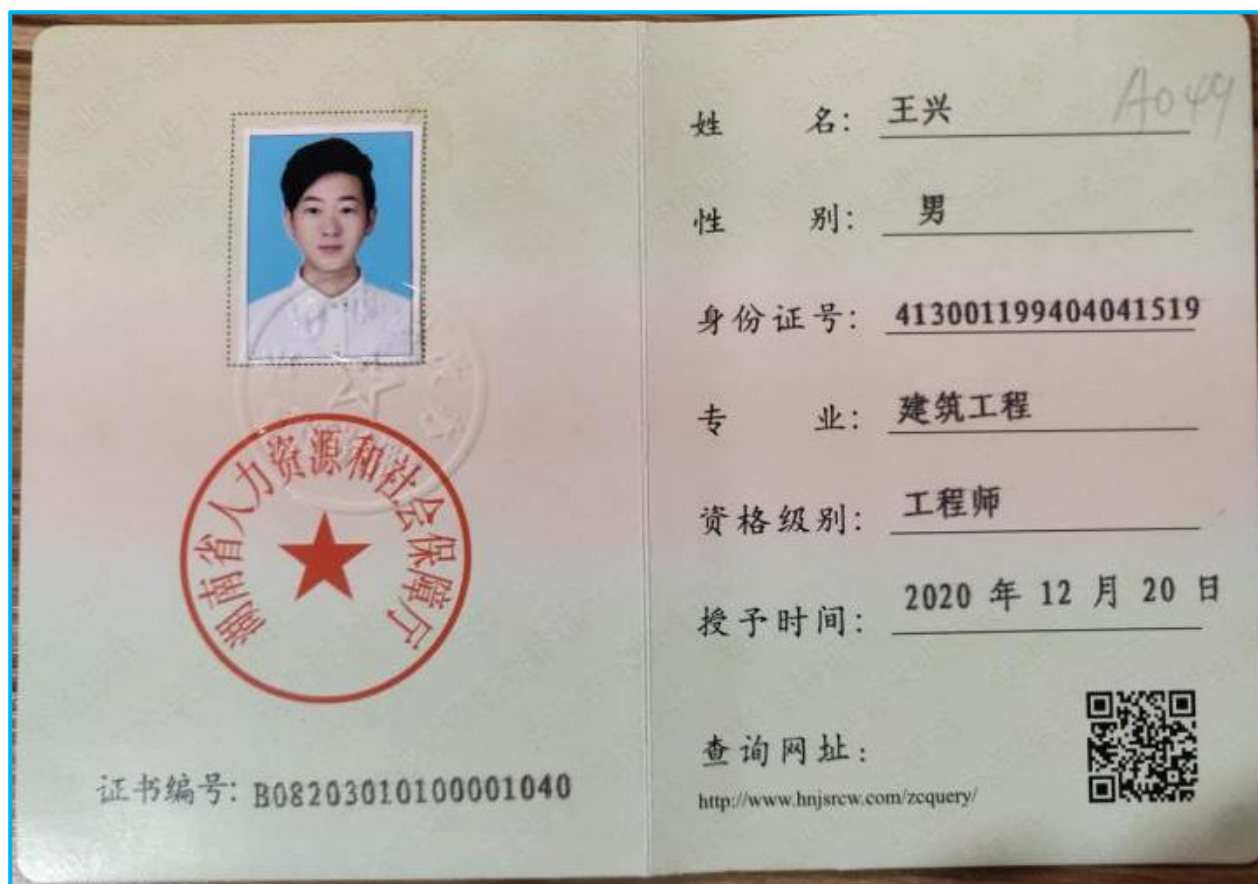 湖南省人力资源和社会保障厅
证书编号: B08203010100001040
A049
姓 名: 王兴
性 别: 男
身份证号: 413001199404041519
专 业: 建筑工程
资格级别: 工程师
授予时间: 2020 年 12 月 20 日
查询网址:
http://www.hnjsrcw.com/zcquery/